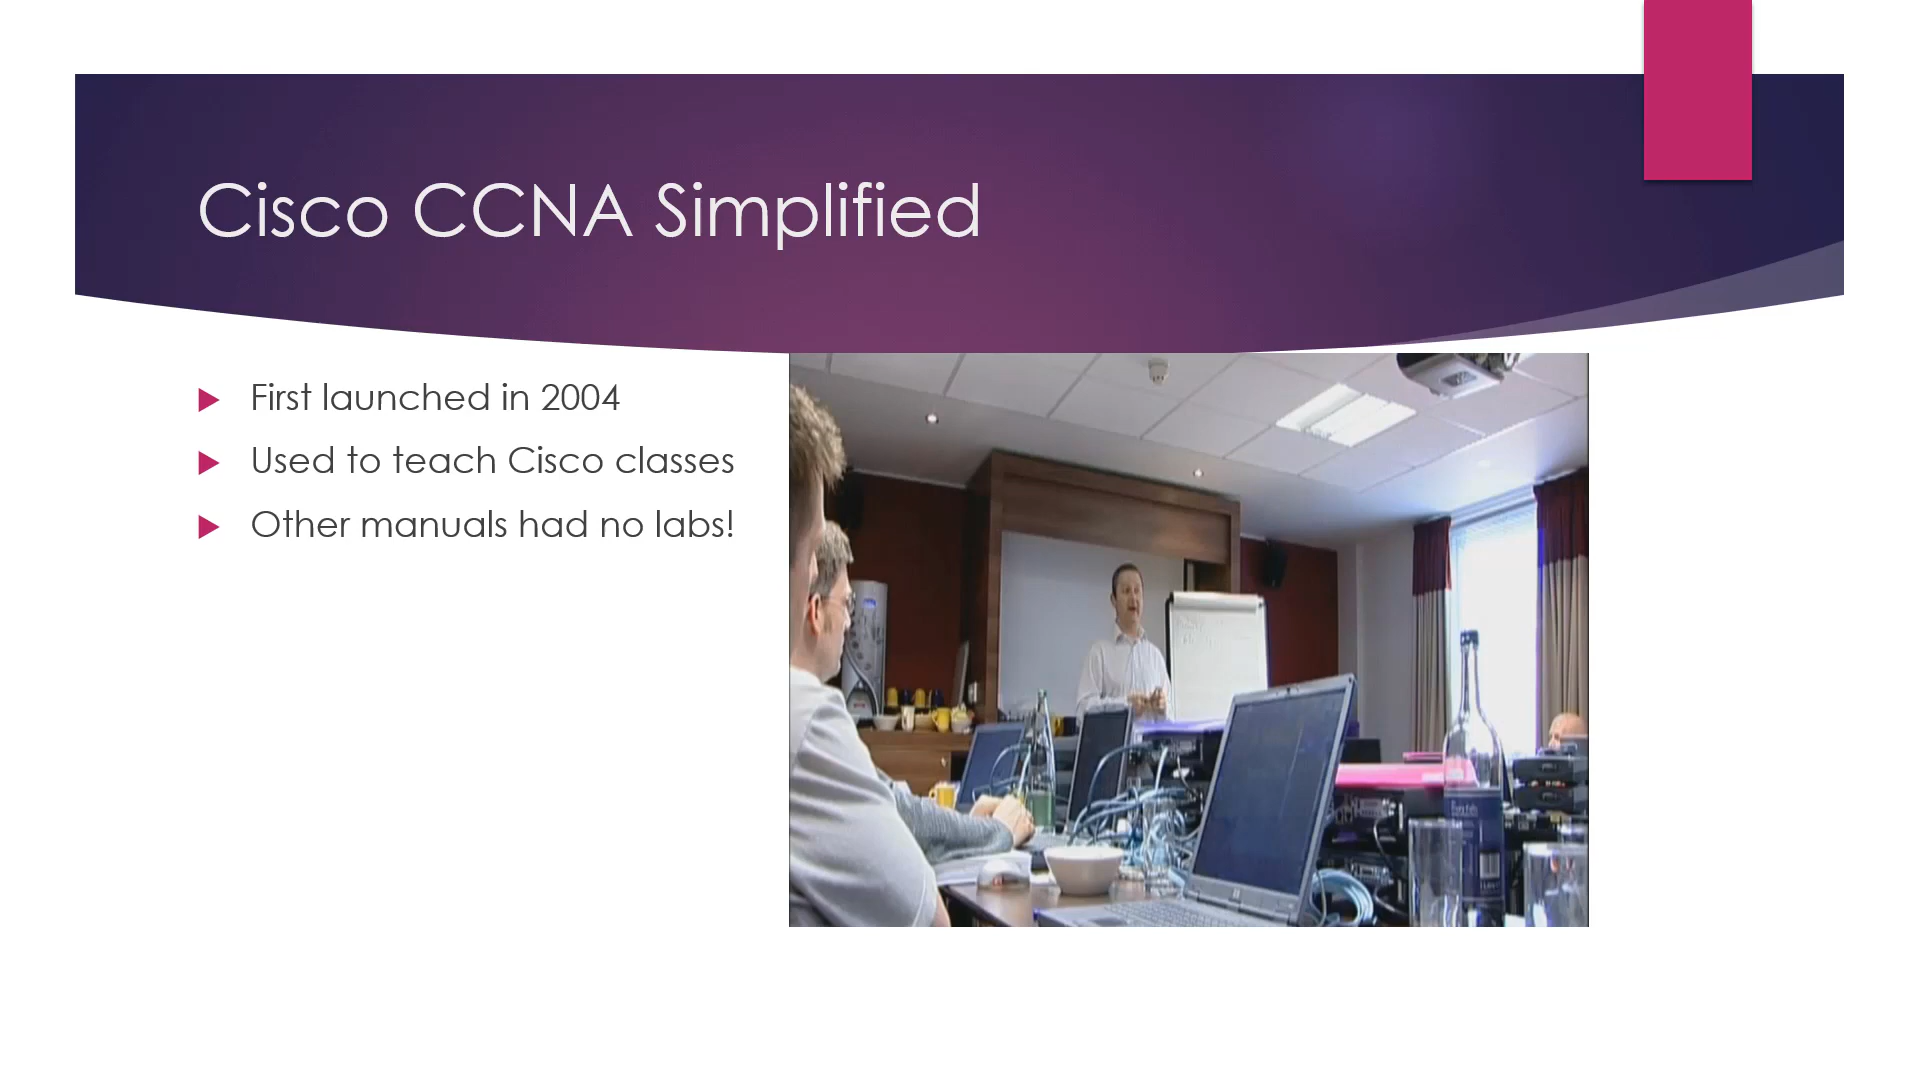 Cisco CCNA Simplified
First launched in 2004
Used to teach Cisco classes
Other manuals had no labs!